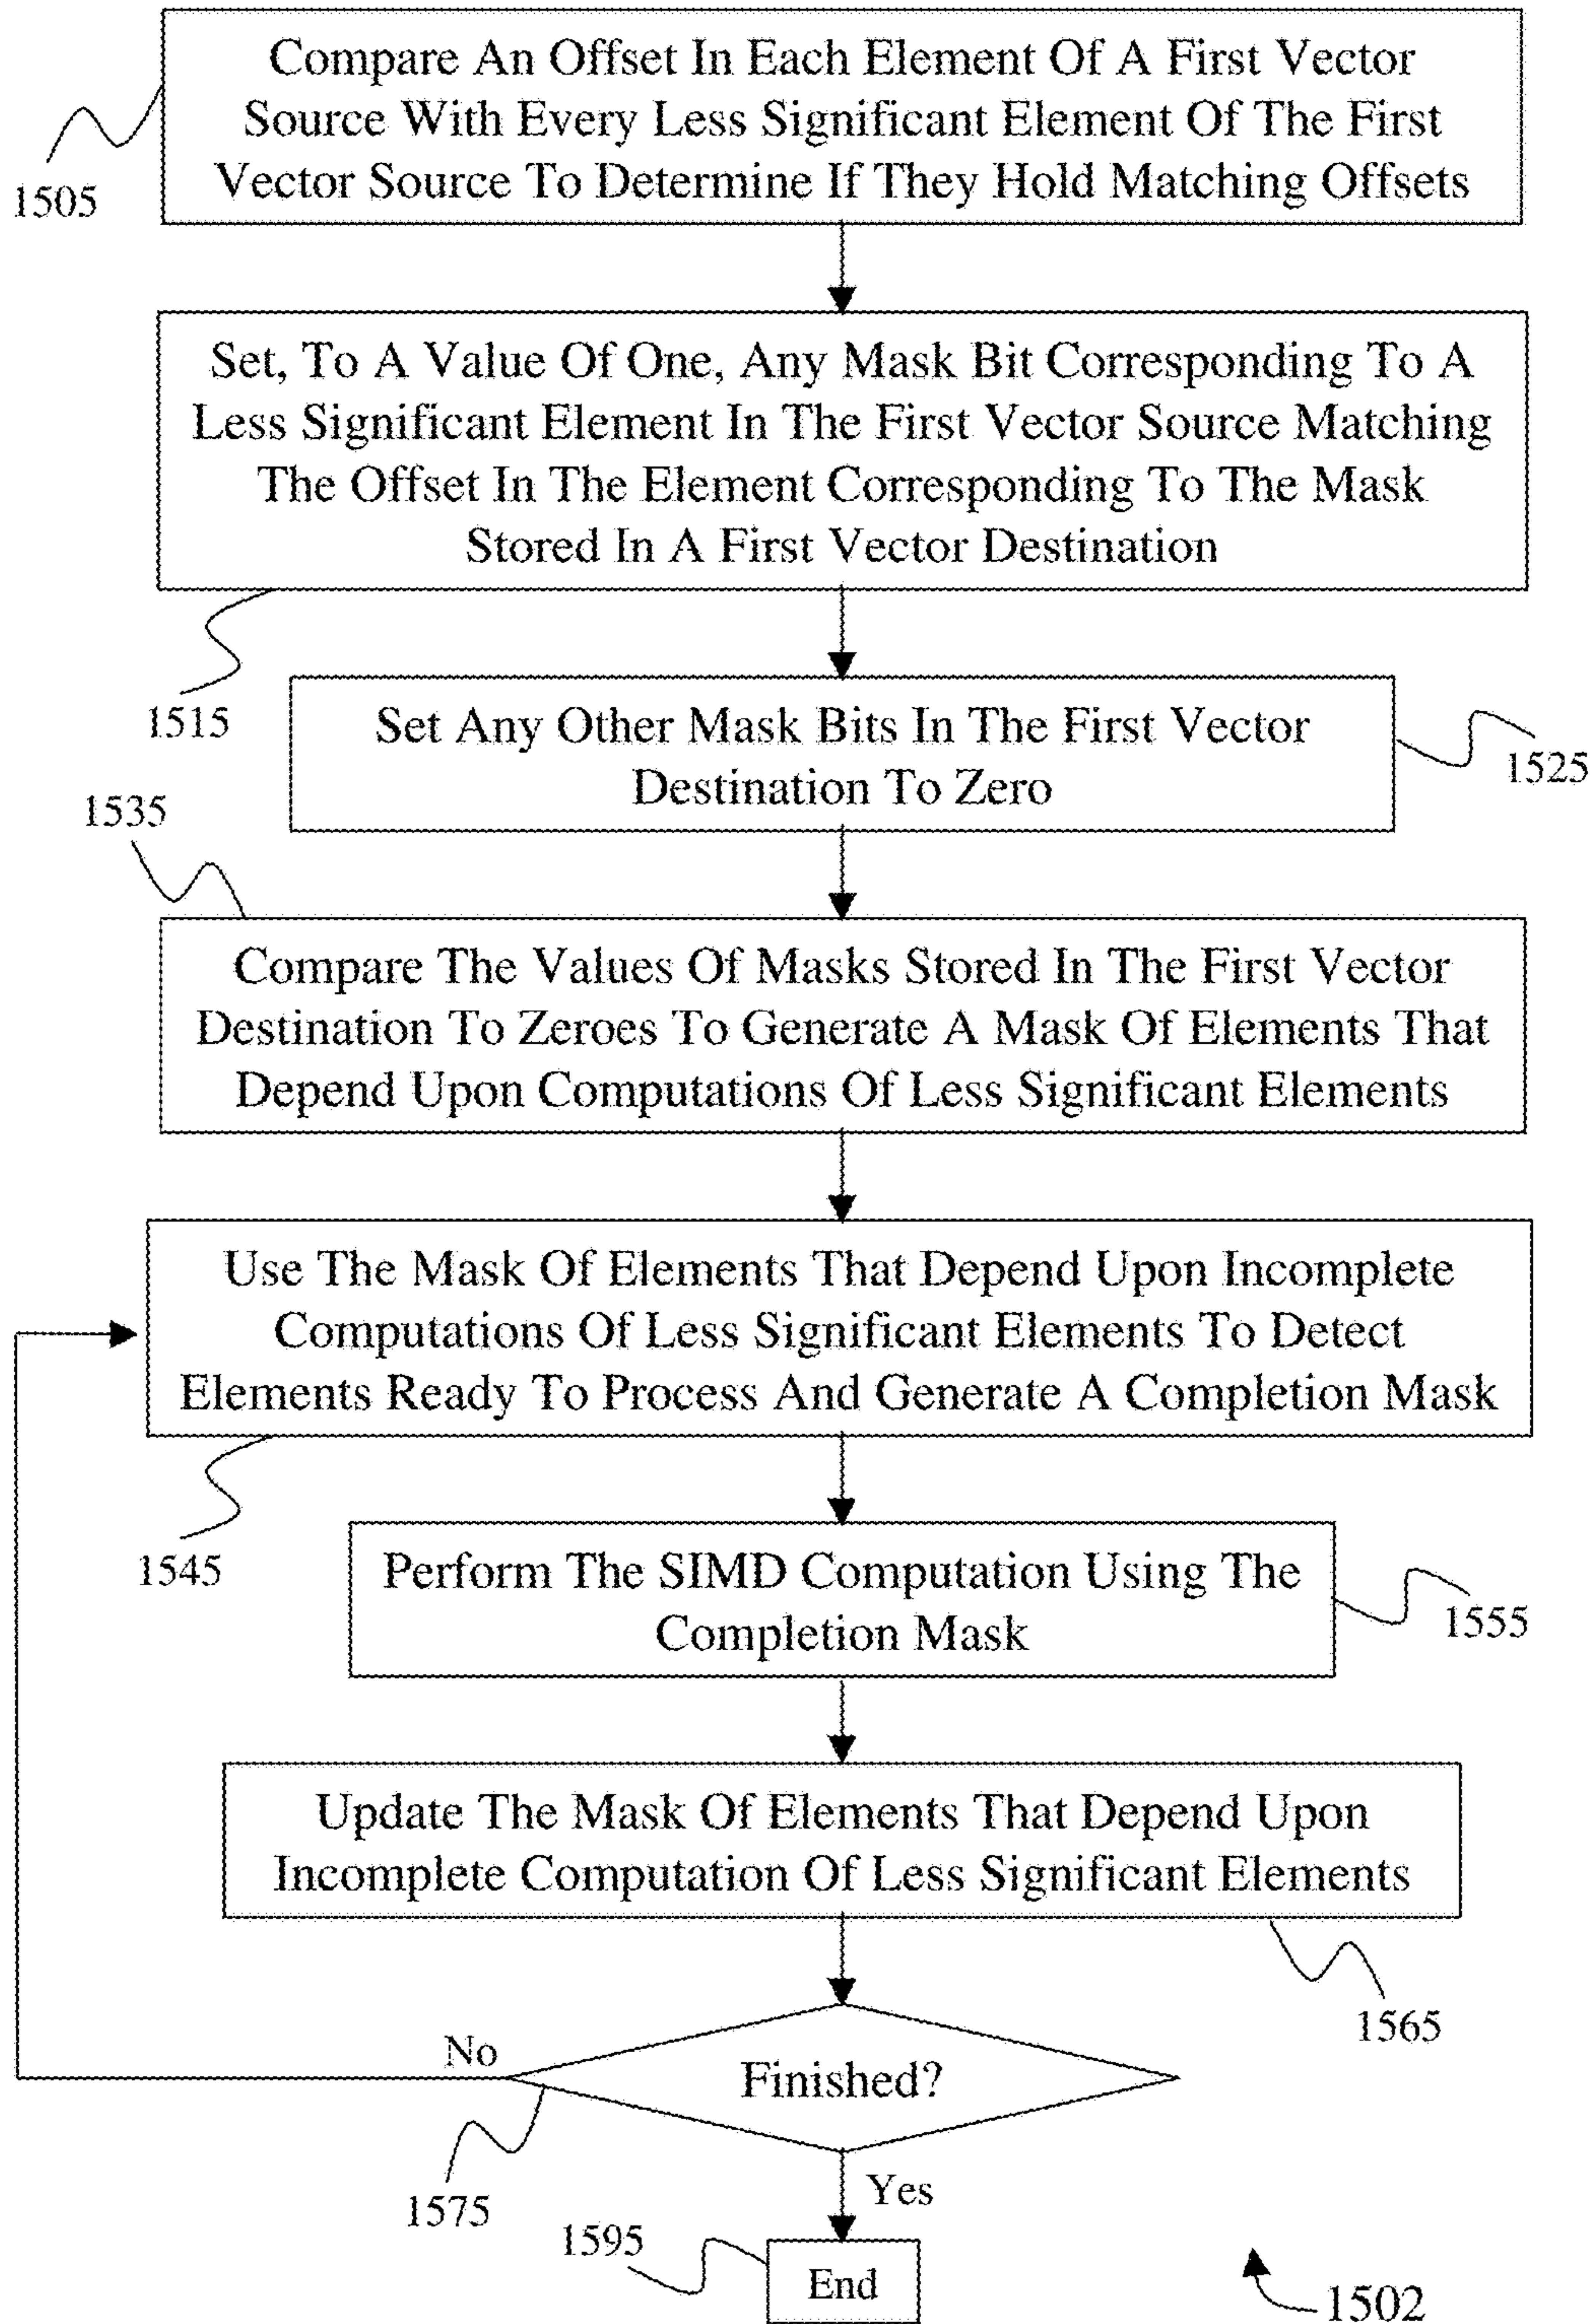 Compare An Offset In Each Element Of A First Vector
Source With Every Less Significant Element Of The First
Vector Source To Determine If They Hold Matching Offsets
1505
Set, To A Value Of One, Any Mask Bit Corresponding To A
Less Significant Element In The First Vector Source Matching
The Offset In The Element Corresponding To The Mask
Stored In A First Vector Destination
1515
Set Any Other Mask Bits In The First Vector
Destination To Zero
1525
1535
Compare The Values Of Masks Stored In The First Vector
Destination To Zeroes To Generate A Mask Of Elements That
Depend Upon Computations Of Less Significant Elements
Use The Mask Of Elements That Depend Upon Incomplete
Computations Of Less Significant Elements To Detect
Elements Ready To Process And Generate A Completion Mask
1545
Perform The SIMD Computation Using The
Completion Mask
1555
Update The Mask Of Elements That Depend Upon
Incomplete Computation Of Less Significant Elements
1565
No
Finished?
1575
Yes
1595
End
1502